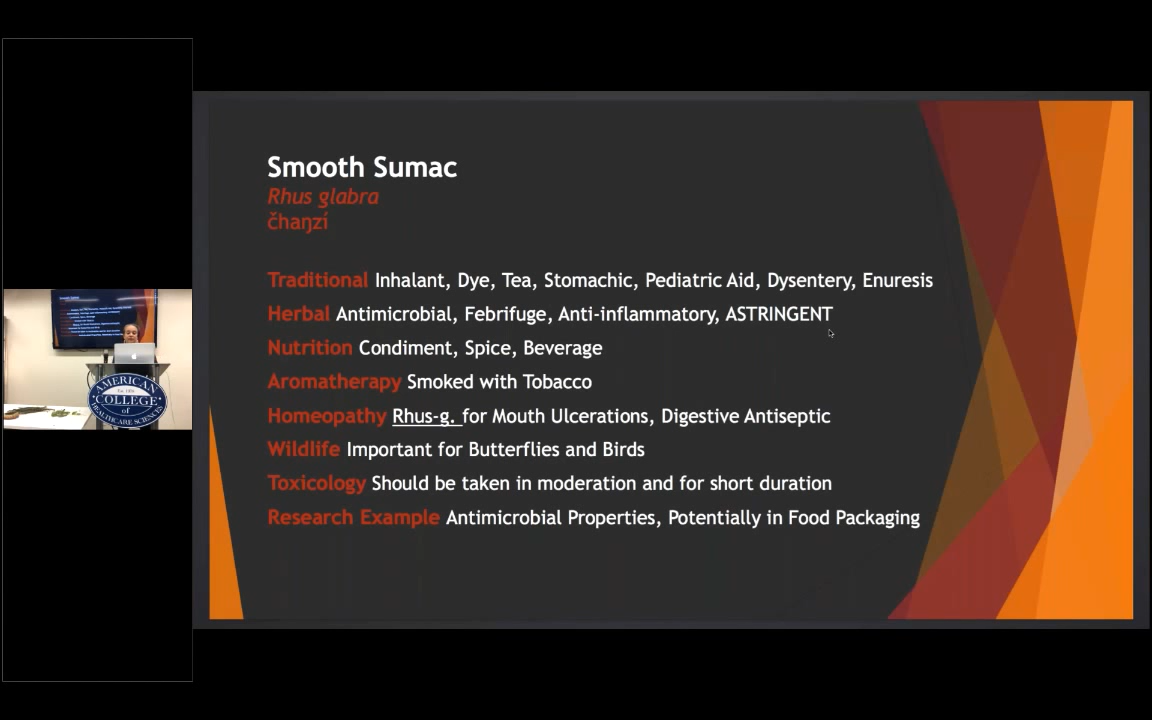 Smooth Sumac
Rhus glabra
čhaŋzí
Traditional Inhalant, Dye, Tea, Stomachic, Pediatric Aid, Dysentery, Enuresis
Herbal Antimicrobial, Febrifuge, Anti-inflammatory, ASTRINGENT
Nutrition Condiment, Spice, Beverage
Aromatherapy Smoked with Tobacco
Homeopathy Rhus-g. for Mouth Ulcerations, Digestive Antiseptic
Wildlife Important for Butterflies and Birds
Toxicology Should be taken in moderation and for short duration
Research Example Antimicrobial Properties, Potentially in Food Packaging
AMERICAN
COLLEGE
of
HEALTHCARE SCIENCES